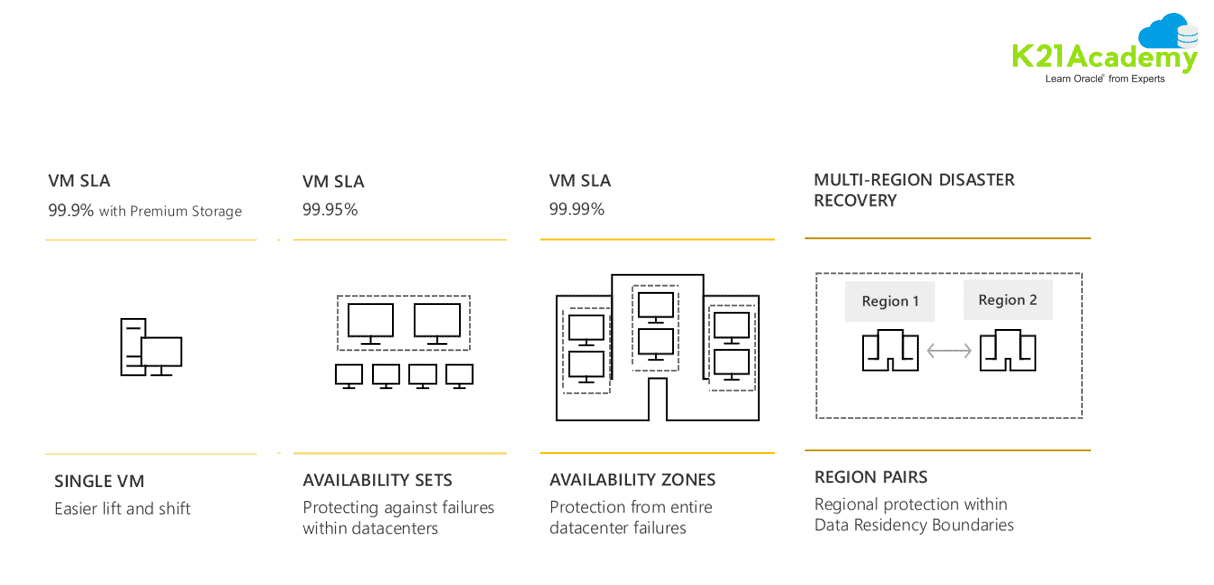 K21Academy
Learn Oracle® from Experts
VM SLA
99.9% with Premium Storage
VM SLA
99.95%
VM SLA
99.99%
MULTI-REGION DISASTER
RECOVERY
Region 1
Region 2
SINGLE VM
Easier lift and shift
AVAILABILITY SETS
Protecting against failures
within datacenters
AVAILABILITY ZONES
Protection from entire
datacenter failures
REGION PAIRS
Regional protection within
Data Residency Boundaries